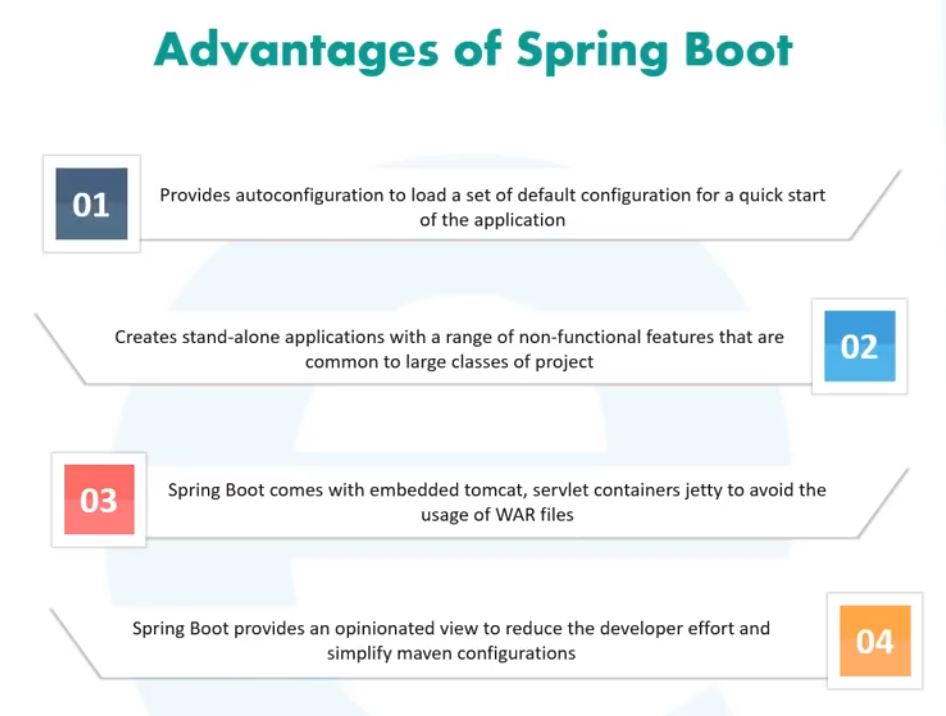 Advantages of Spring Boot
01
Provides autoconfiguration to load a set of default configuration for a quick start
of the application
Creates stand-alone applications with a range of non-functional features that are
common to large classes of project
02
03
Spring Boot comes with embedded tomcat, servlet containers jetty to avoid the
usage of WAR files
Spring Boot provides an opinionated view to reduce the developer effort and
simplify maven configurations
04